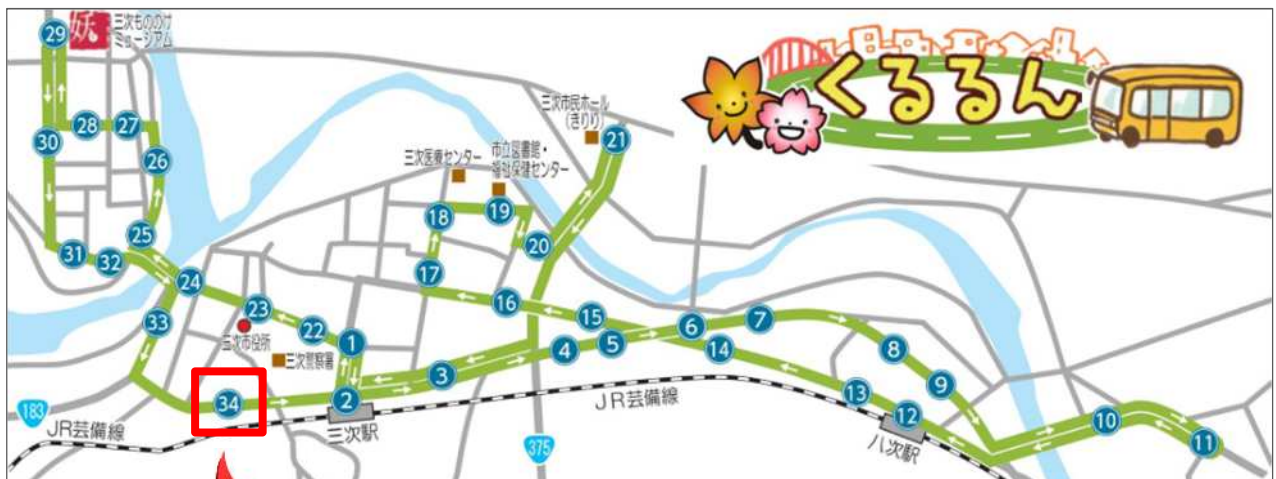 29
妖
三次もののけ
ミュージアム
くるるん
三次市民ホール
(きりり)
21
28
27
30
26
三次医療センター
市立図書館・
福祉保健センター
18
19
20
25
31
32
24
17
23
33
三次市役所
22
1
三次警察署
16
15
6
7
5
4
14
8
3
9
13
2
34
12
10
11
183
JR芸備線
三次駅
JR芸備線
375
八次駅